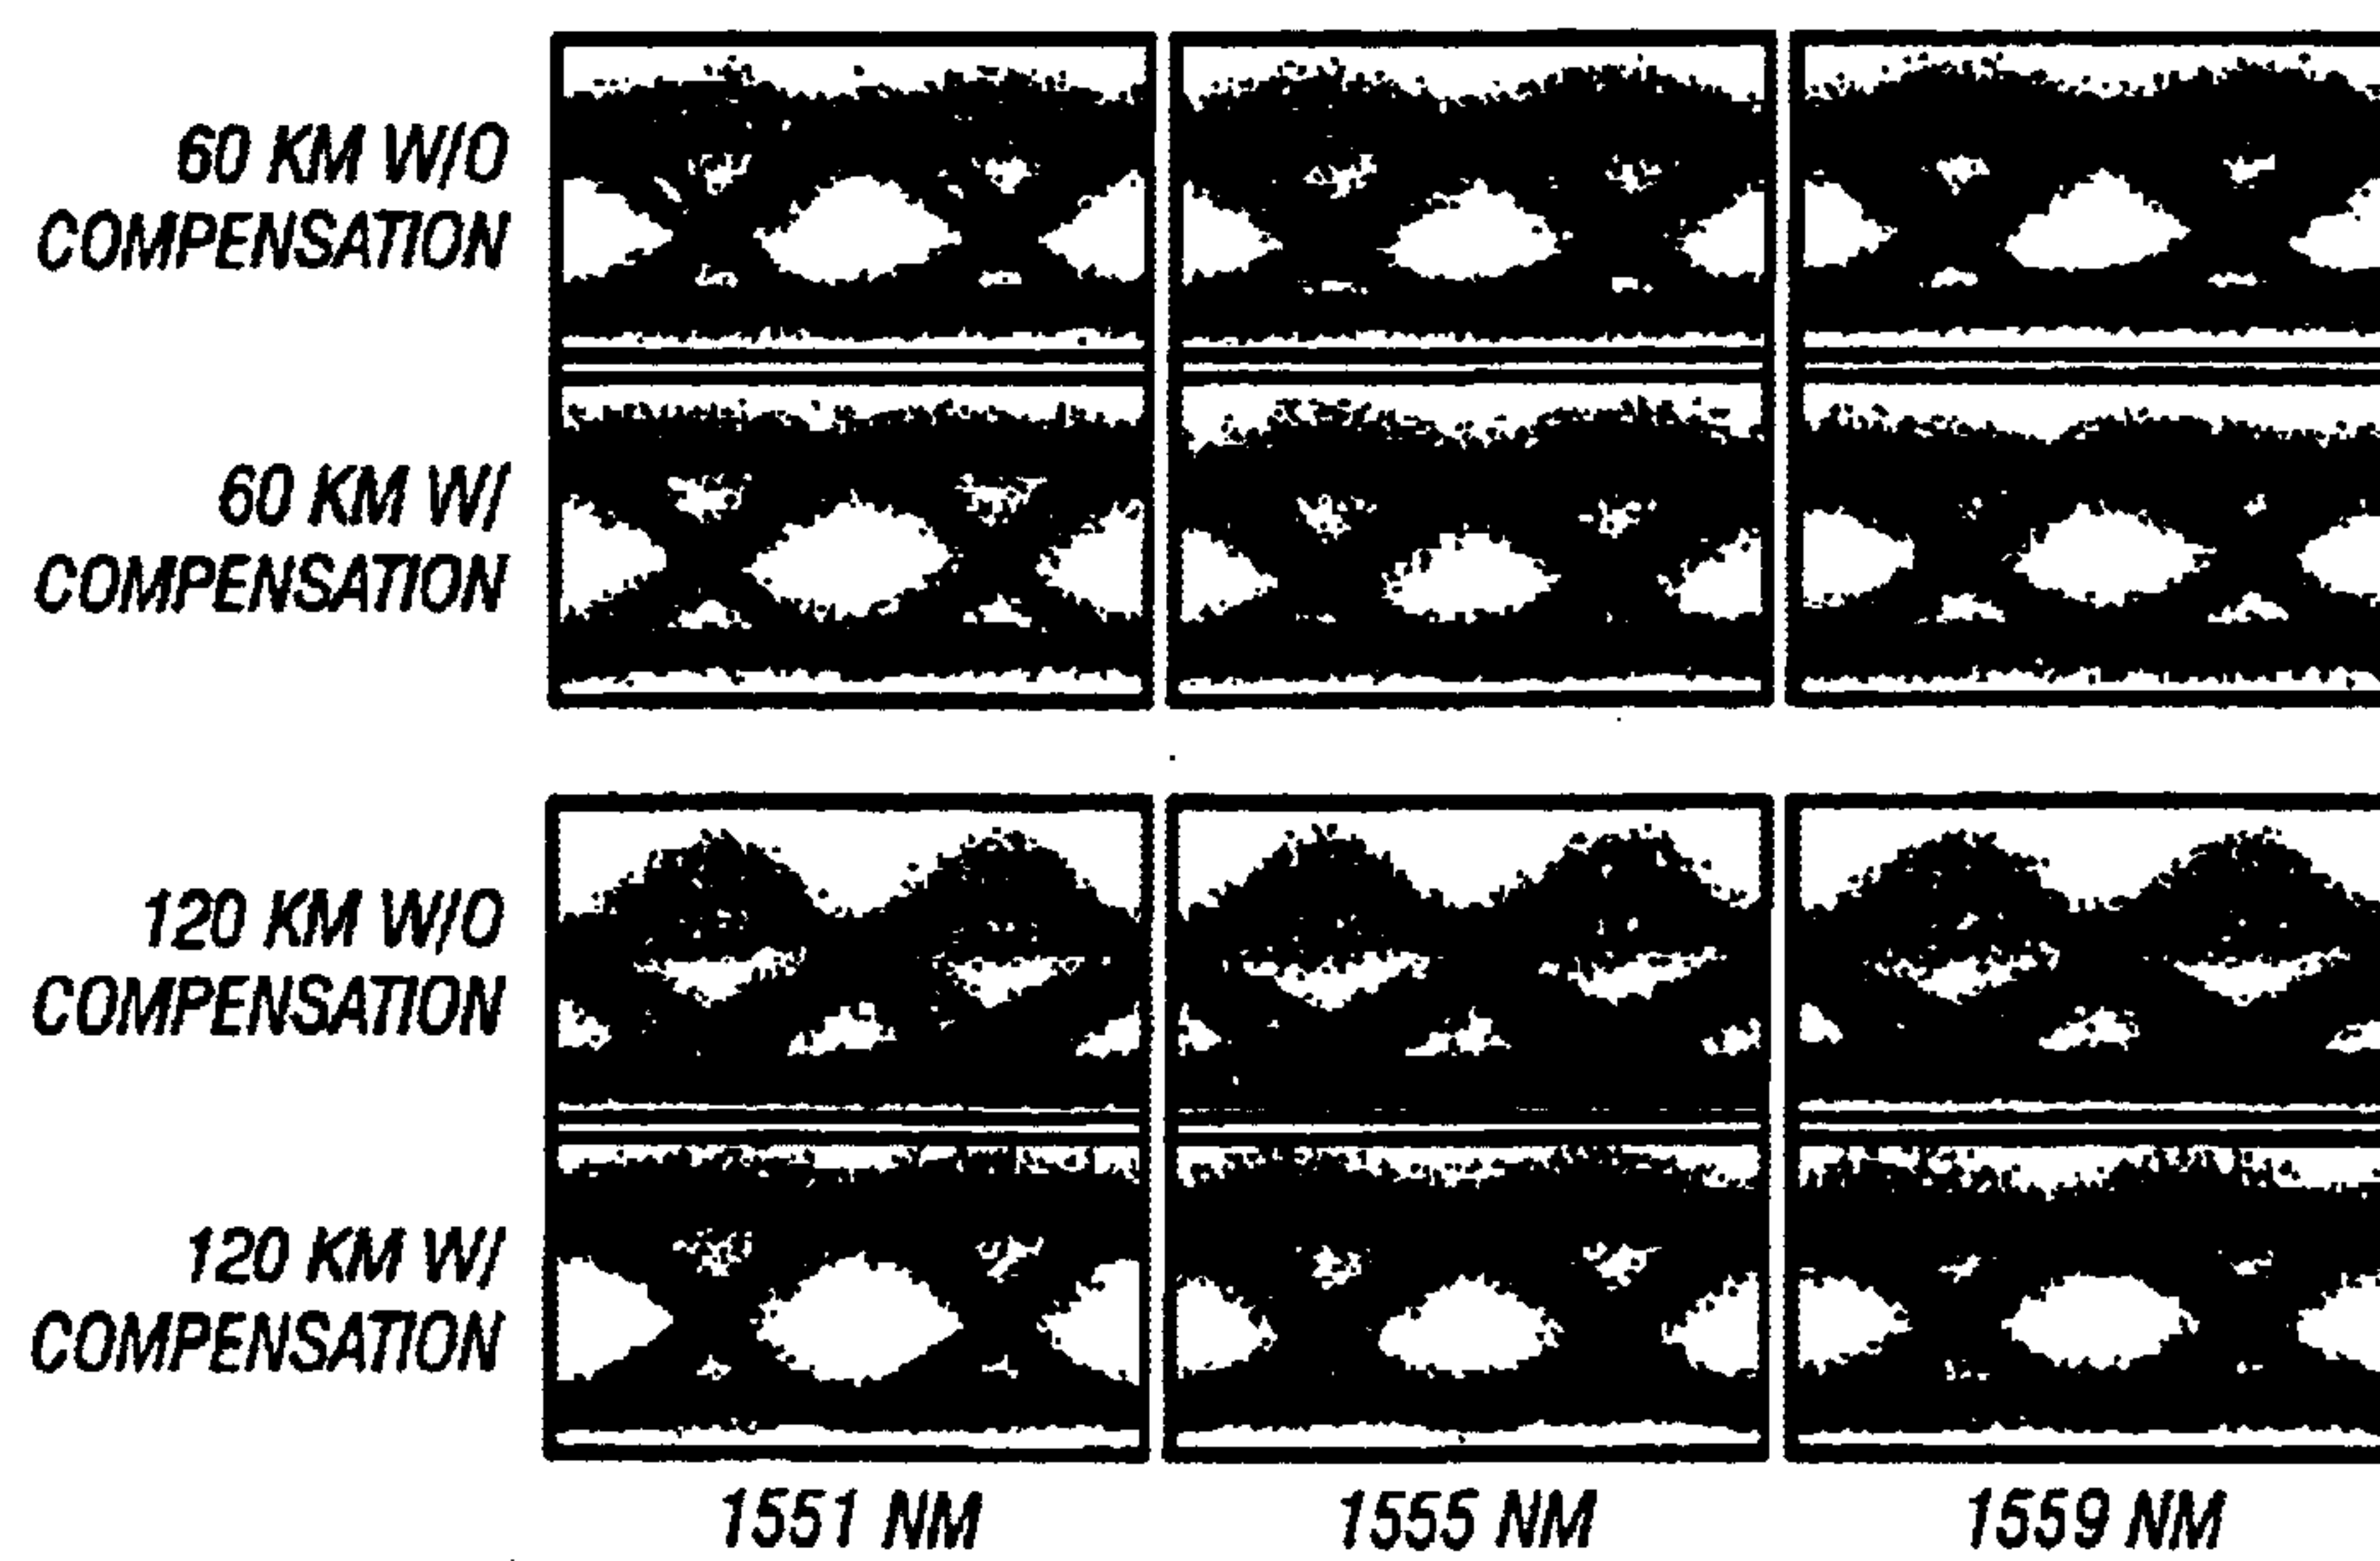 60 KM W/O
COMPENSATION
60 KM W/
COMPENSATION
120 KM W/O
COMPENSATION
120 KM W/
COMPENSATION
1551 NM
1555 NM
1559 NM